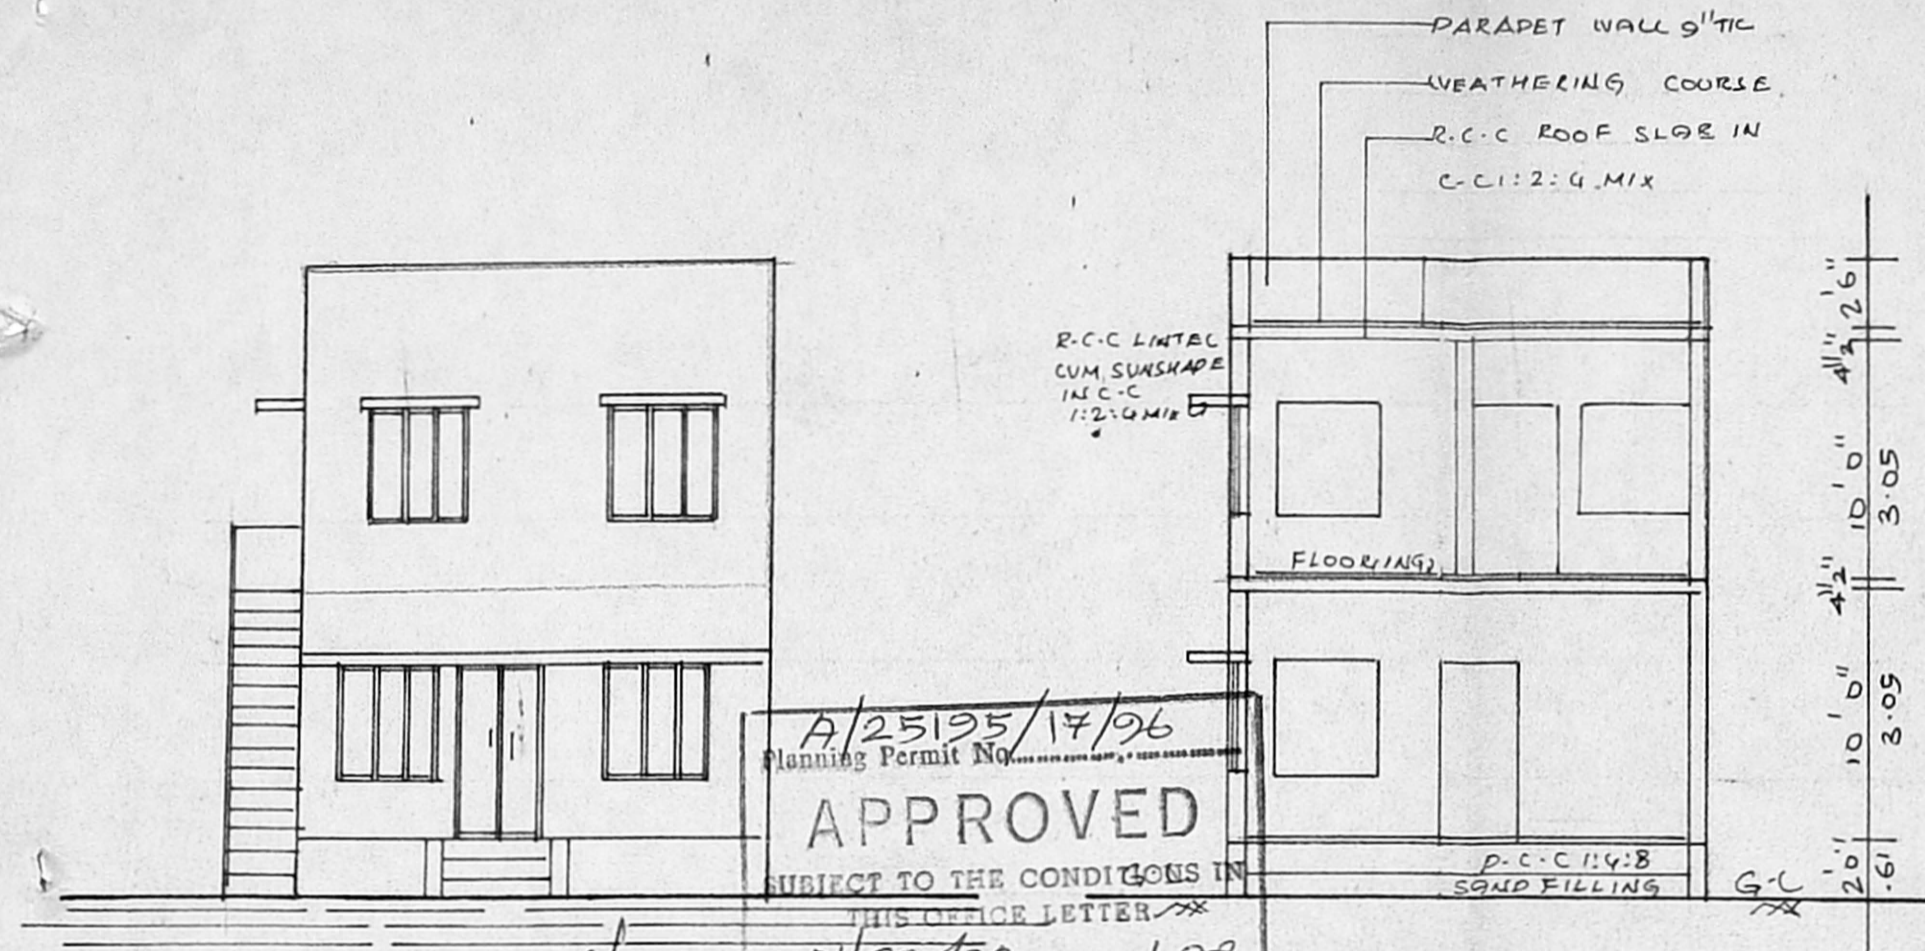 PARAPET WALL 9" TIC
WEATHERING COURSE
R.C.C ROOF SLAB IN
C-C 1:2:4 MIX
R.C.C LINTEL
CUM SUNSHADE
IN C-C
1:2:4 MIX
FLOORING
P.C.C 1:4:8
SAND FILLING
G-L
2'6"
4½"
10'0"
3.05
4½"
10'0"
3.05
2'0"
.61
A/25195/17/96
Planning Permit No
APPROVED
SUBJECT TO THE CONDITIONS IN
THIS OFFICE LETTER